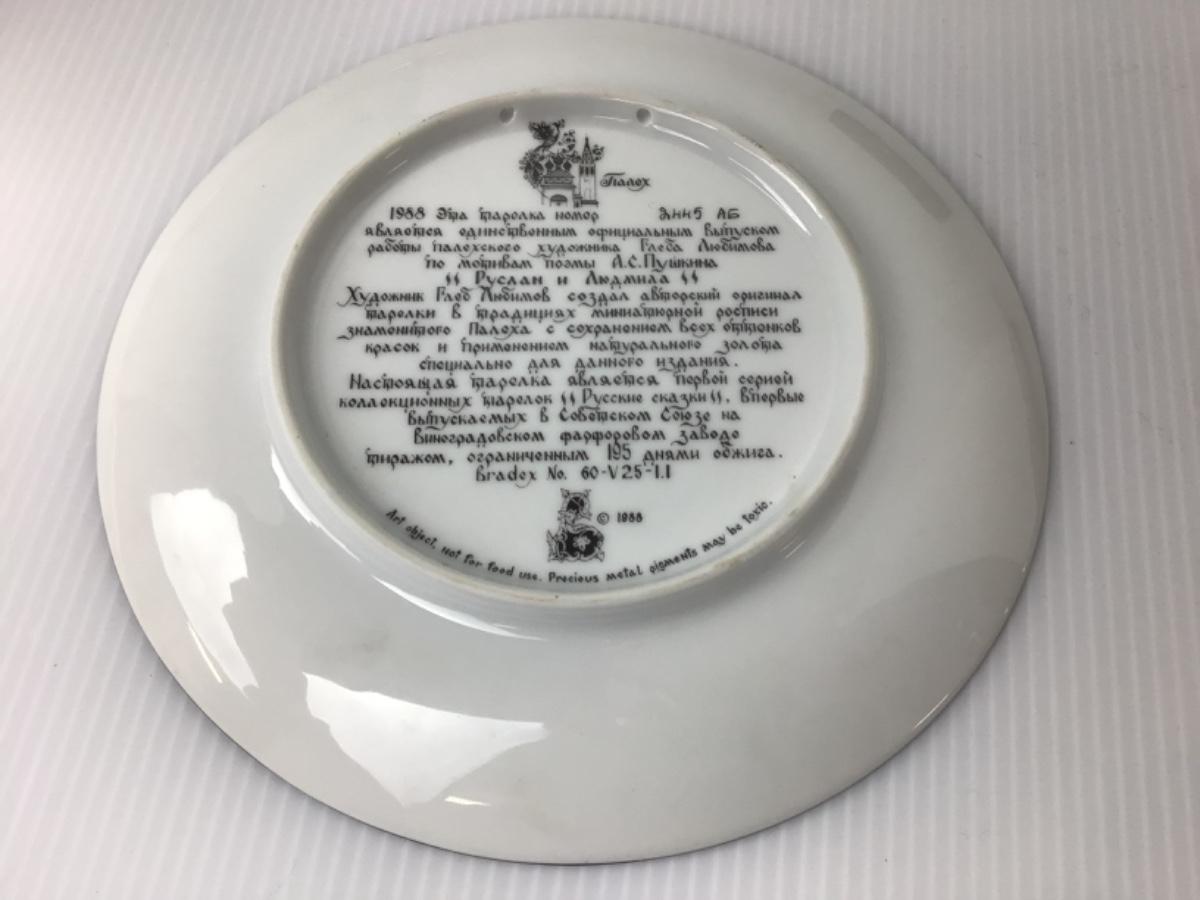 Палех
1988 Эта тарелка номер АБ
является единственным официальным выпуском
работы палехского художника Глеба Любимова
по мотивам поэмы А.С.Пушкина
" Руслан и Людмила "
Художник Глеб Любимов создал авторский оригинал
тарелки в традициях миниатюрной росписи
знаменитого Палеха с сохранением всех оттенков
красок и применением натурального золота
специально для данного издания.
Настоящая тарелка является первой серией
коллекционных тарелок " Русские сказки ". Впервые
выпускаемых в Советском Союзе на
Виноградовском фарфоровом заводе
тиражом, ограниченным 195 днями обжига.
Bradex No. 60-V25-1.1
© 1988
Art object, not for food use. Precious metal pigments may be toxic.